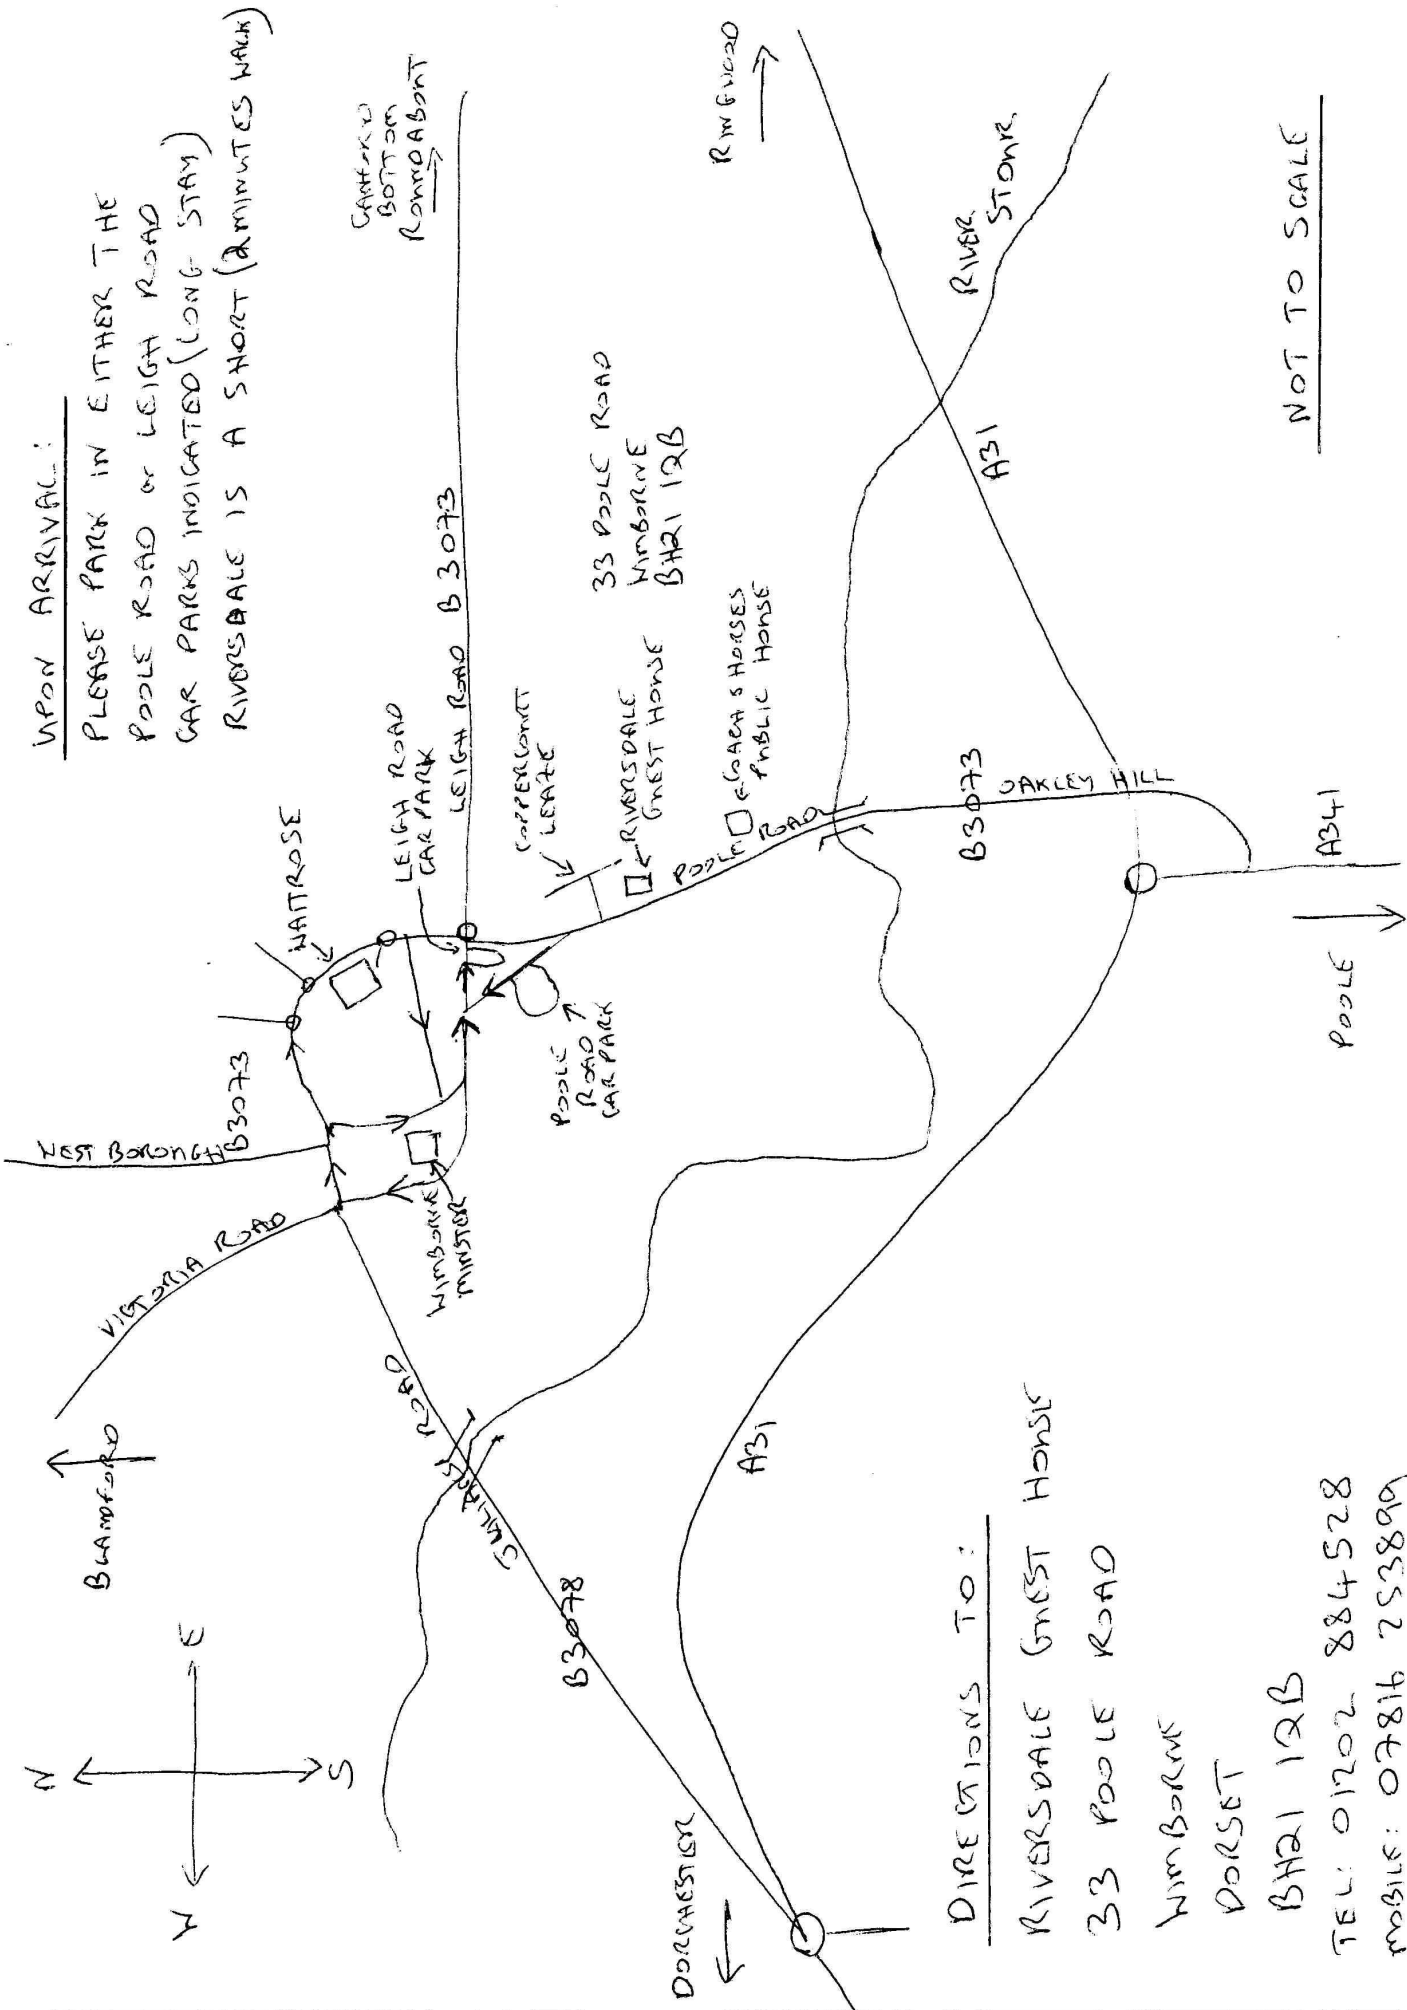 UPON ARRIVAL:
PLEASE PARK IN EITHER THE
POOLE ROAD or LEIGH ROAD
CAR PARKS INDICATED (LONG STAY)
RIVERSDALE IS A SHORT (2 MINUTES WALK)
N
W
E
S
BLANDFORD
VICTORIA ROAD
WEST BOROUGH
B3073
WAITROSE
CANFORD
BOTTOM
ROUNDABOUT
LEIGH ROAD
CAR PARK
LEIGH ROAD B 3073
WIMBORNE
MINSTER
JULIANS ROAD
B3078
POOLE
ROAD
CAR PARK
COPPERCOURT
LEAZE
RIVERSDALE
GUEST HOUSE
33 POOLE ROAD
WIMBORNE
BH21 1QB
POOLE ROAD
COACH & HORSES
PUBLIC HOUSE
RINGWOOD
RIVER
STOUR
DORCHESTER
A31
A31
B3073
OAKLEY HILL
A341
POOLE
NOT TO SCALE
DIRECTIONS TO:
RIVERSDALE GUEST HOUSE
33 POOLE ROAD
WIMBORNE
DORSET
BH21 1QB
TEL: 01202 884528
MOBILE: 07816 253899